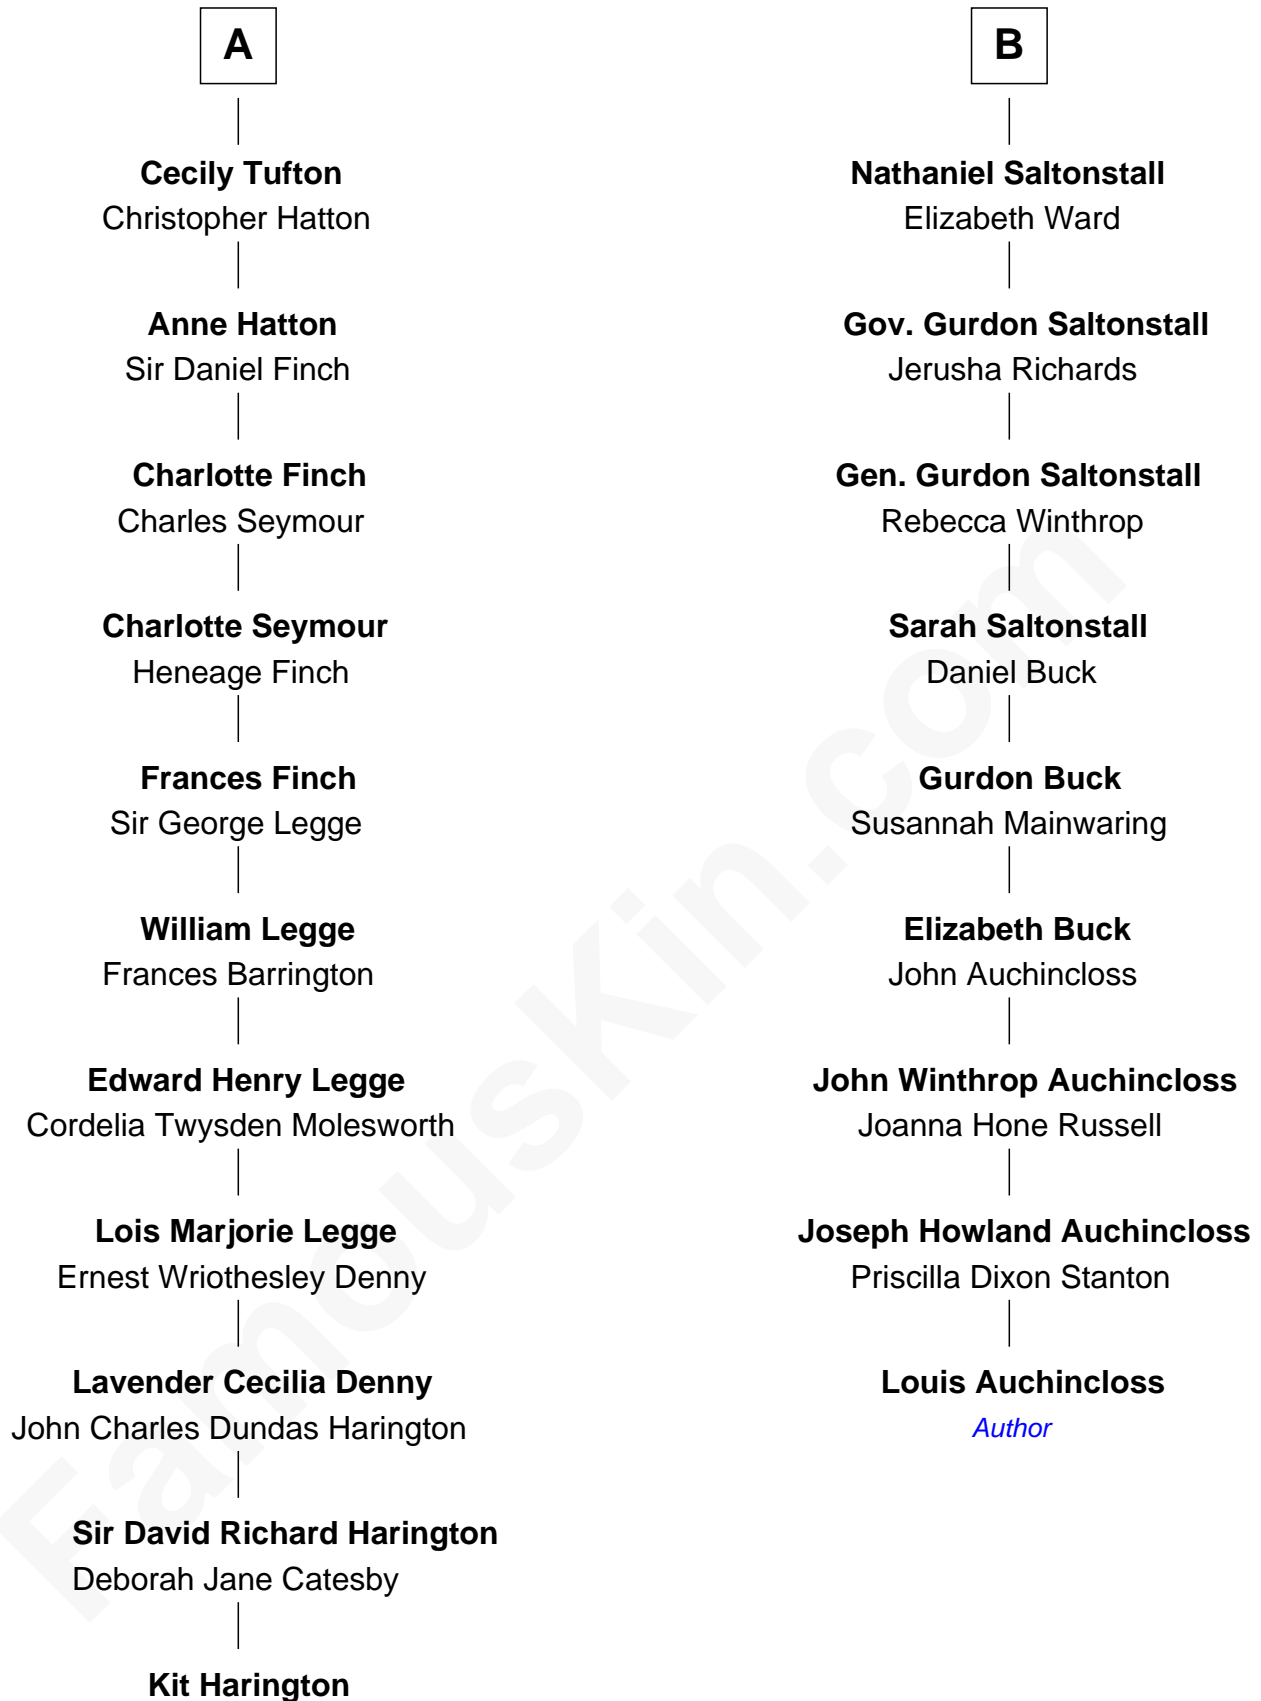 A
Cecily Tufton
Christopher Hatton
Anne Hatton
Sir Daniel Finch
Charlotte Finch
Charles Seymour
Charlotte Seymour
Heneage Finch
Frances Finch
Sir George Legge
William Legge
Frances Barrington
Edward Henry Legge
Cordelia Twysden Molesworth
Lois Marjorie Legge
Ernest Wriothesley Denny
Lavender Cecilia Denny
John Charles Dundas Harington
Sir David Richard Harington
Deborah Jane Catesby
Kit Harington
B
Nathaniel Saltonstall
Elizabeth Ward
Gov. Gurdon Saltonstall
Jerusha Richards
Gen. Gurdon Saltonstall
Rebecca Winthrop
Sarah Saltonstall
Daniel Buck
Gurdon Buck
Susannah Mainwaring
Elizabeth Buck
John Auchincloss
John Winthrop Auchincloss
Joanna Hone Russell
Joseph Howland Auchincloss
Priscilla Dixon Stanton
Louis Auchincloss
Author
FamousKin.com